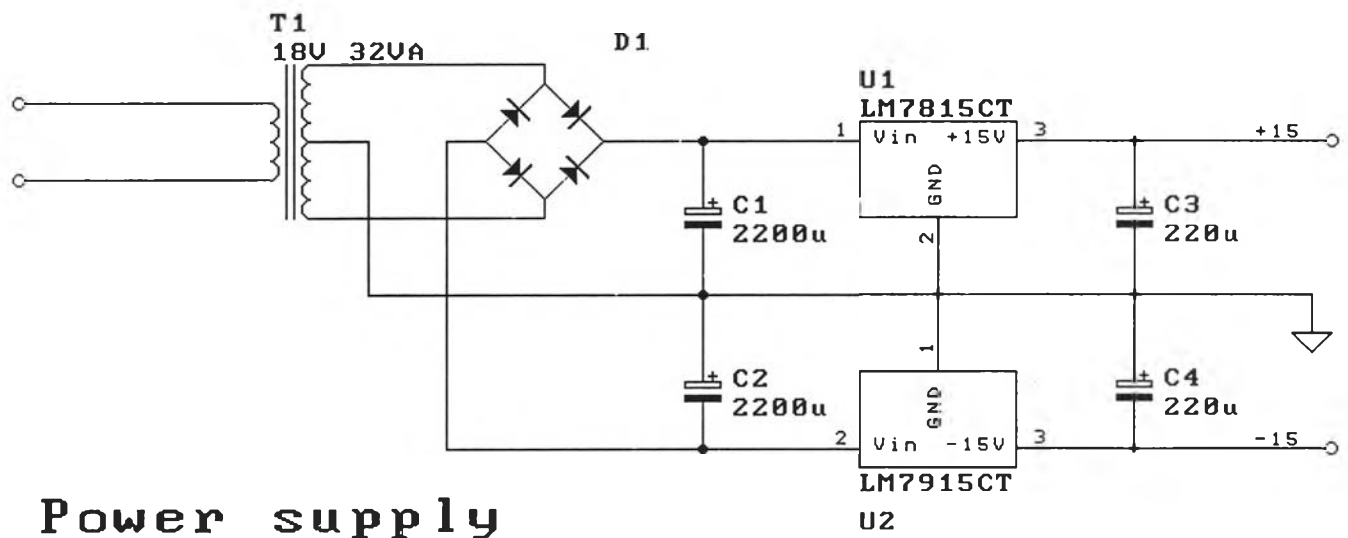 T1
18V 32VA
D1
U1
LM7815CT
1
Vin +15V
3
+15
GND
2
+
C1
2200u
+
C3
220u
1
+
C2
2200u
GND
+
C4
220u
2
Vin -15V
3
-15
LM7915CT
U2
Power supply